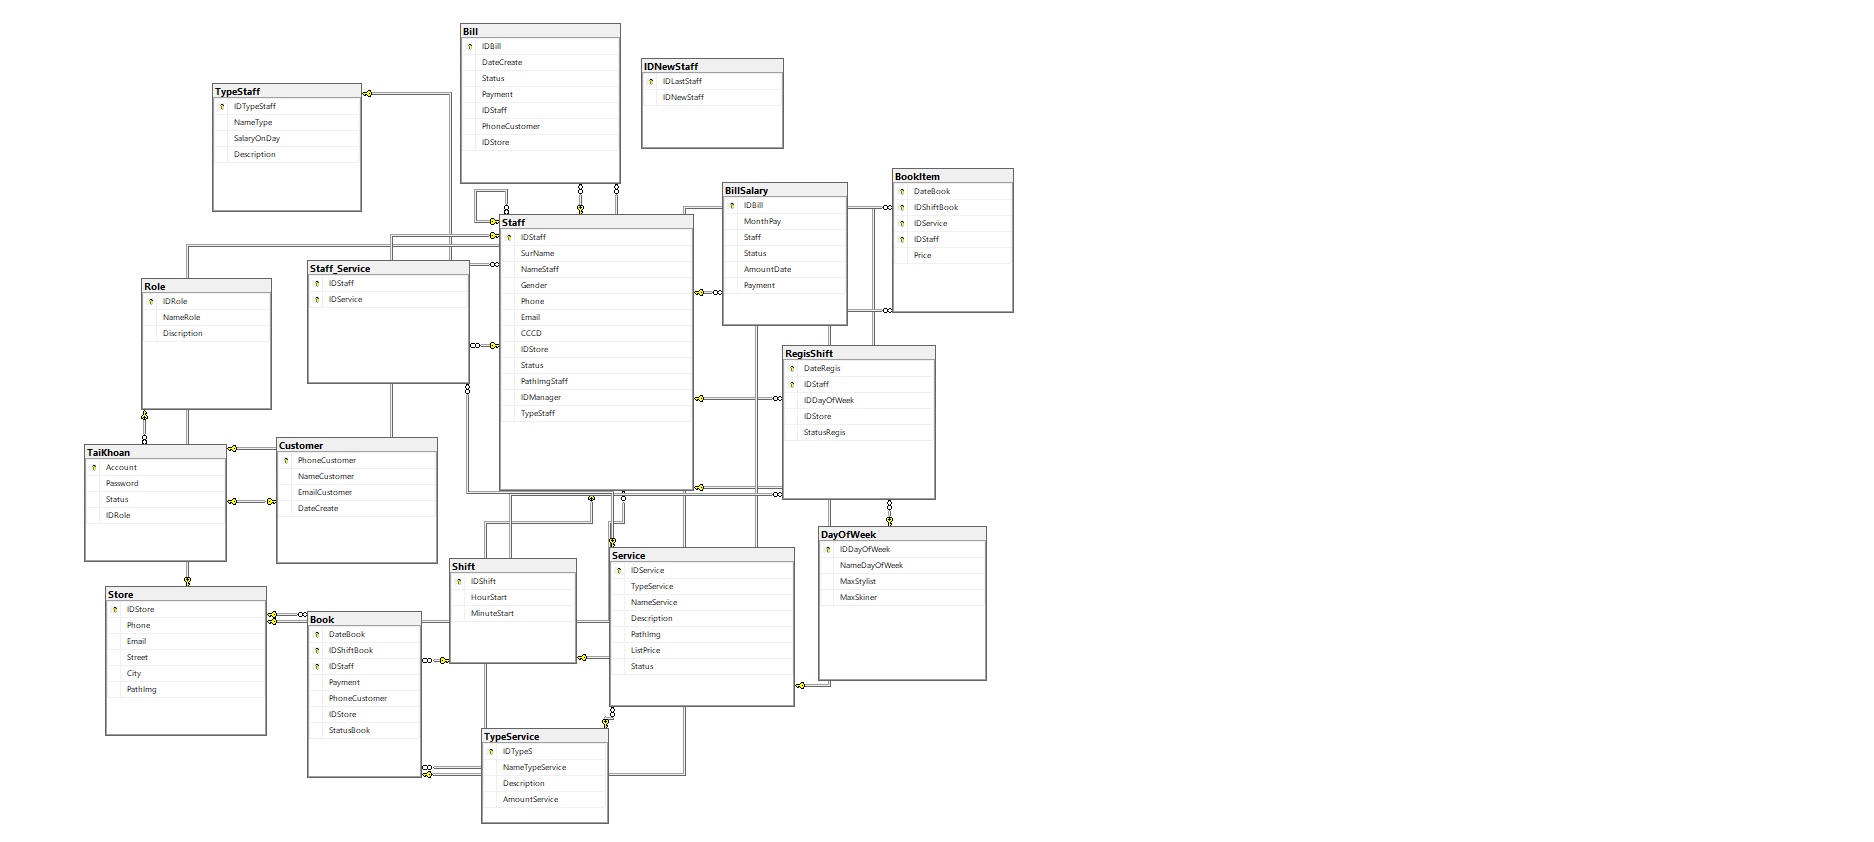 Bill
IDBill
DateCreate
Status
Payment
IDStaff
PhoneCustomer
IDStore
IDNewStaff
IDLastStaff
IDNewStaff
TypeStaff
IDTypeStaff
NameType
SalaryOnDay
Description
BookItem
DateBook
IDShiftBook
IDService
IDStaff
Price
BillSalary
IDBill
MonthPay
Staff
Status
AmountDate
Payment
Staff
IDStaff
SurName
NameStaff
Gender
Phone
Email
CCCD
IDStore
Status
PathImgStaff
IDManager
TypeStaff
Staff_Service
IDStaff
IDService
Role
IDRole
NameRole
Discription
RegisShift
DateRegis
IDStaff
IDDayOfWeek
IDStore
StatusRegis
TaiKhoan
Account
Password
Status
IDRole
Customer
PhoneCustomer
NameCustomer
EmailCustomer
DateCreate
DayOfWeek
IDDayOfWeek
NameDayOfWeek
MaxStylist
MaxSkiner
Service
IDService
TypeService
NameService
Description
PathImg
ListPrice
Status
Shift
IDShift
HourStart
MinuteStart
Store
IDStore
Phone
Email
Street
City
PathImg
Book
DateBook
IDShiftBook
IDStaff
Payment
PhoneCustomer
IDStore
StatusBook
TypeService
IDTypeS
NameTypeService
Description
AmountService